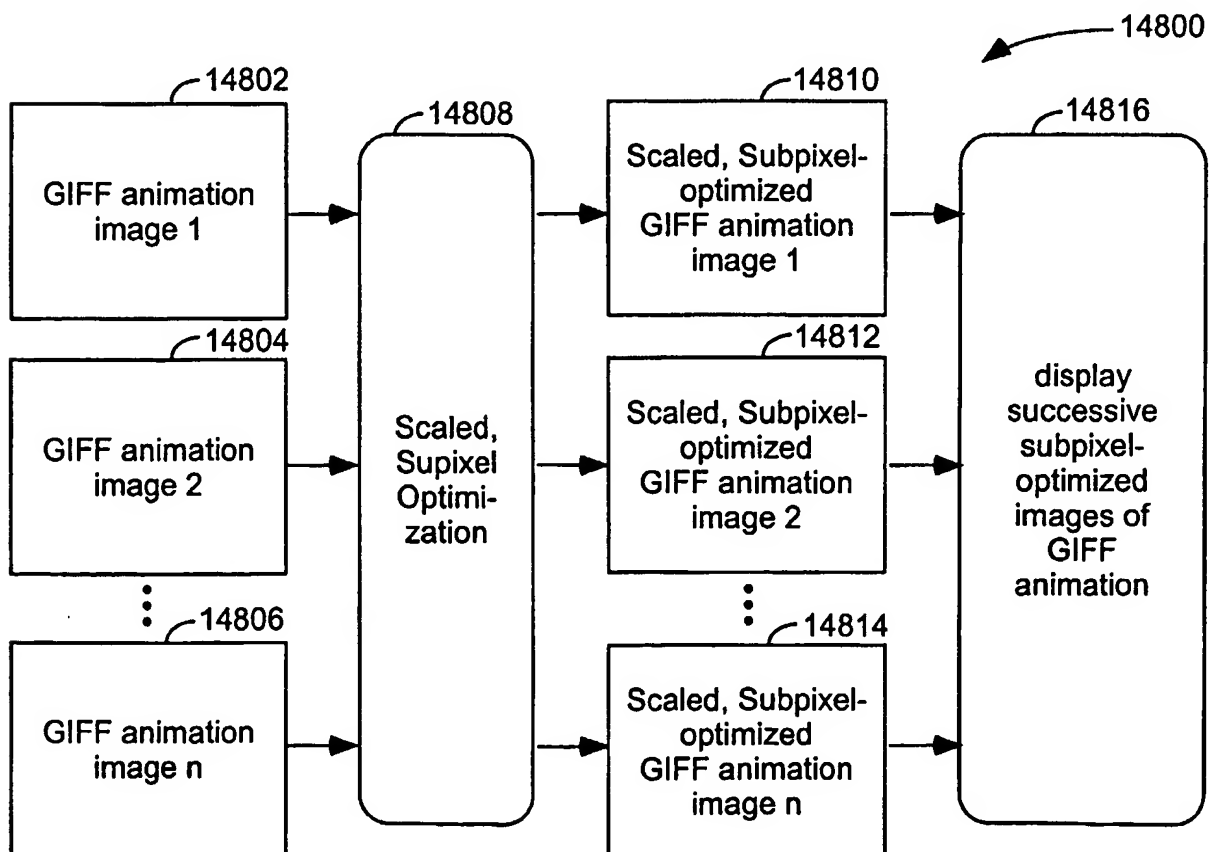 14800
14802
GIFF animation
image 1
14804
GIFF animation
image 2
14806
GIFF animation
image n
14808
Scaled,
Supixel
Optimi-
zation
14810
Scaled, Subpixel-
optimized
GIFF animation
image 1
14812
Scaled, Subpixel-
optimized
GIFF animation
image 2
14814
Scaled, Subpixel-
optimized
GIFF animation
image n
14816
display
successive
subpixel-
optimized
images of
GIFF
animation